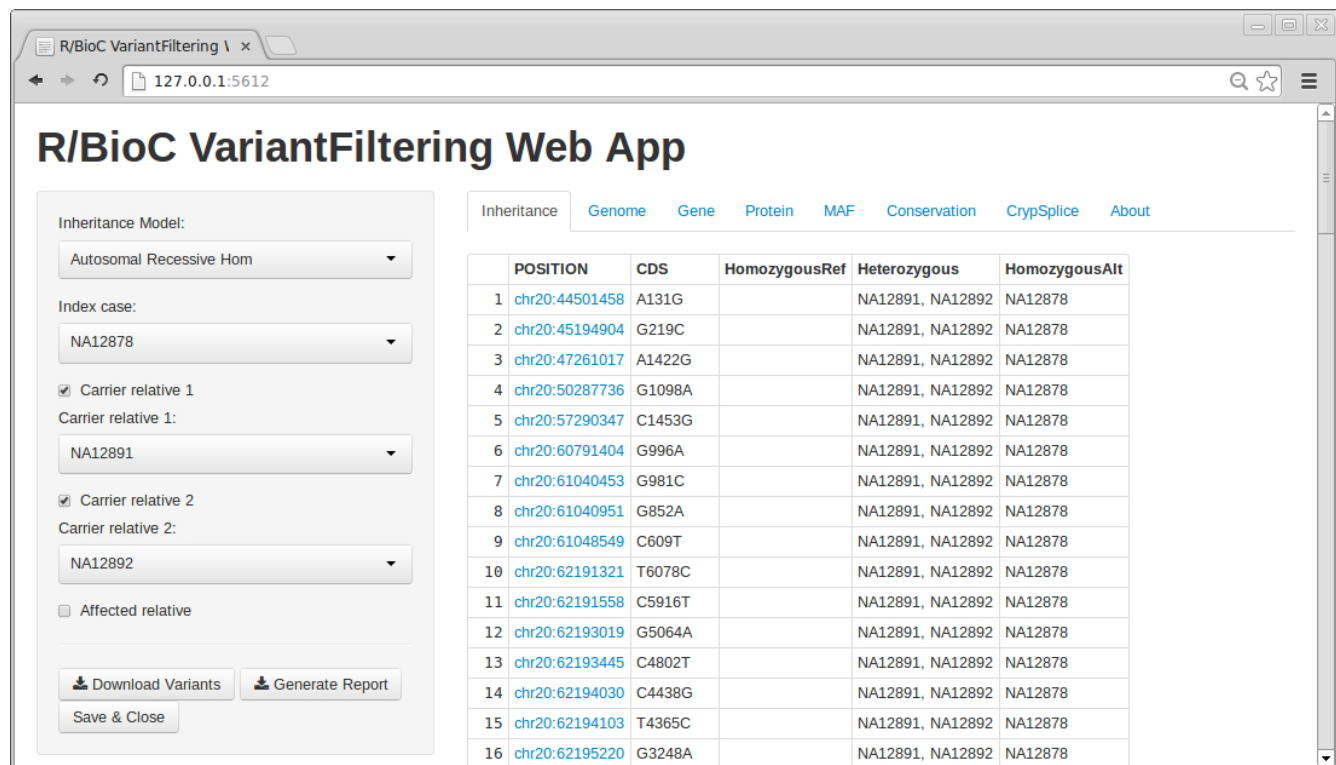 R/BioC VariantFiltering \ ×
127.0.0.1:5612
R/BioC VariantFiltering Web App
Inheritance Model:
Autosomal Recessive Hom
Index case:
NA12878
Carrier relative 1
Carrier relative 1:
NA12891
Carrier relative 2
Carrier relative 2:
NA12892
Affected relative
Download Variants Generate Report
Save & Close
Inheritance Genome Gene Protein MAF Conservation CrypSplice About
POSITION CDS HomozygousRef Heterozygous HomozygousAlt
1 chr20:44501458 A131G NA12891, NA12892 NA12878
2 chr20:45194904 G219C NA12891, NA12892 NA12878
3 chr20:47261017 A1422G NA12891, NA12892 NA12878
4 chr20:50287736 G1098A NA12891, NA12892 NA12878
5 chr20:57290347 C1453G NA12891, NA12892 NA12878
6 chr20:60791404 G996A NA12891, NA12892 NA12878
7 chr20:61040453 G981C NA12891, NA12892 NA12878
8 chr20:61040951 G852A NA12891, NA12892 NA12878
9 chr20:61048549 C609T NA12891, NA12892 NA12878
10 chr20:62191321 T6078C NA12891, NA12892 NA12878
11 chr20:62191558 C5916T NA12891, NA12892 NA12878
12 chr20:62193019 G5064A NA12891, NA12892 NA12878
13 chr20:62193445 C4802T NA12891, NA12892 NA12878
14 chr20:62194030 C4438G NA12891, NA12892 NA12878
15 chr20:62194103 T4365C NA12891, NA12892 NA12878
16 chr20:62195220 G3248A NA12891, NA12892 NA12878